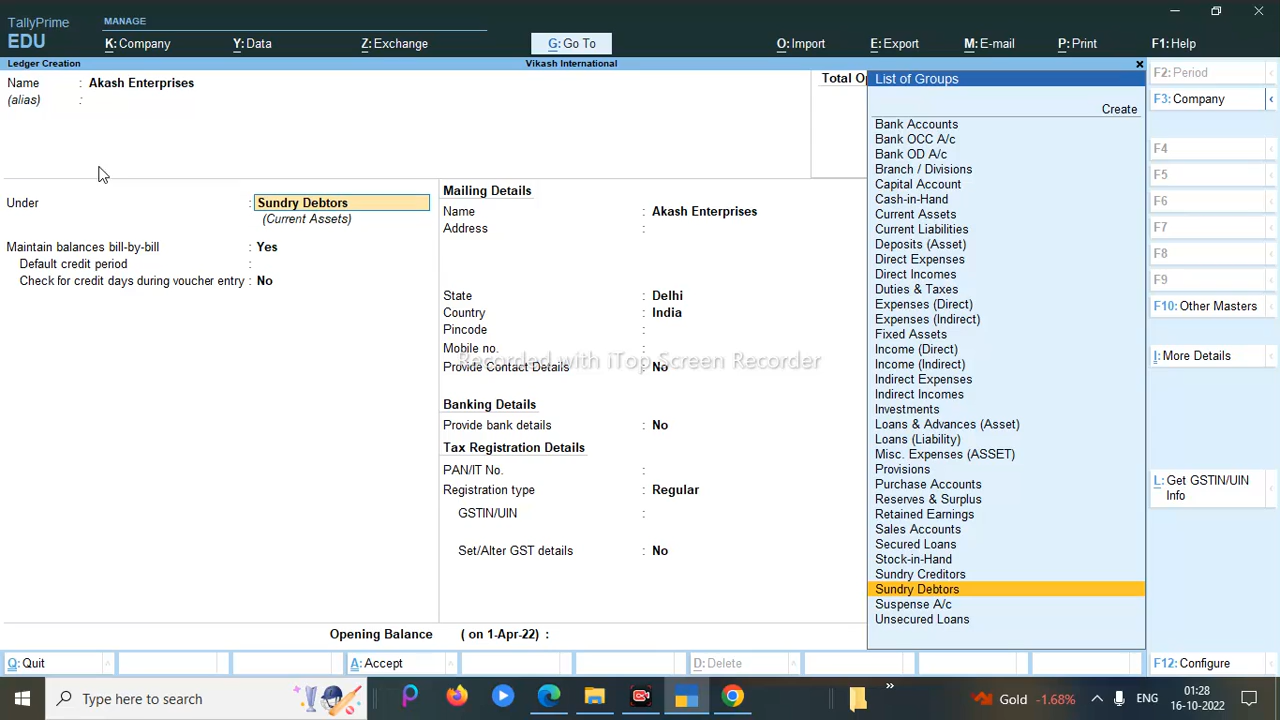 TallyPrime
EDU
MANAGE
K: Company
Y: Data
Z: Exchange
G: Go To
O: Import
E: Export
M: E-mail
P: Print
F1: Help
Ledger Creation
Vikash International
Name : Akash Enterprises
(alias) :
Total Op
Under : Sundry Debtors
(Current Assets)
Maintain balances bill-by-bill : Yes
Default credit period :
Check for credit days during voucher entry : No
Mailing Details
Name : Akash Enterprises
Address :
State : Delhi
Country : India
Pincode :
Mobile no. :
Provide Contact Details : No
Recorded with iTop Screen Recorder
Banking Details
Provide bank details : No
Tax Registration Details
PAN/IT No. :
Registration type : Regular
GSTIN/UIN :
Set/Alter GST details : No
Opening Balance ( on 1-Apr-22) :
List of Groups
Create
Bank Accounts
Bank OCC A/c
Bank OD A/c
Branch / Divisions
Capital Account
Cash-in-Hand
Current Assets
Current Liabilities
Deposits (Asset)
Direct Expenses
Direct Incomes
Duties & Taxes
Expenses (Direct)
Expenses (Indirect)
Fixed Assets
Income (Direct)
Income (Indirect)
Indirect Expenses
Indirect Incomes
Investments
Loans & Advances (Asset)
Loans (Liability)
Misc. Expenses (ASSET)
Provisions
Purchase Accounts
Reserves & Surplus
Retained Earnings
Sales Accounts
Secured Loans
Stock-in-Hand
Sundry Creditors
Sundry Debtors
Suspense A/c
Unsecured Loans
F2: Period
F3: Company
F4
F5
F6
F7
F8
F9
F10: Other Masters
I: More Details
L: Get GSTIN/UIN
Info
F12: Configure
Q: Quit
A: Accept
D: Delete
Type here to search
Gold -1.68%
ENG
01:28
16-10-2022